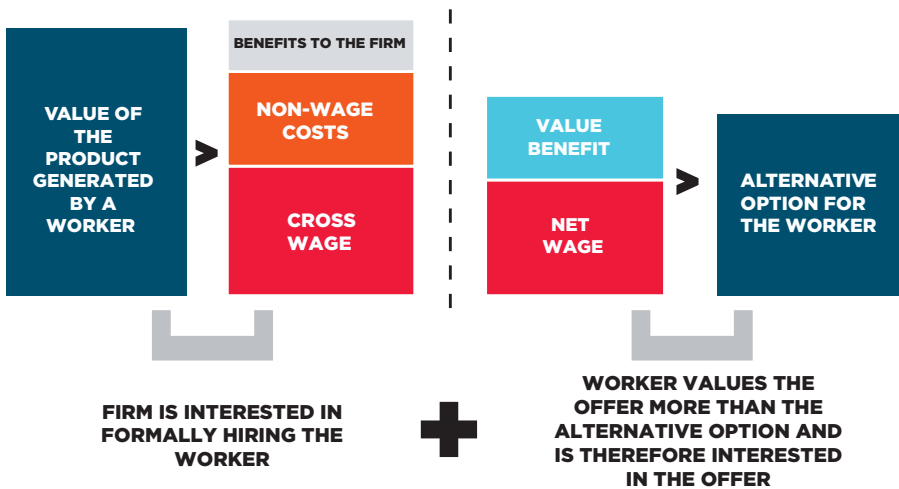 VALUE OF
THE
PRODUCT
GENERATED
BY A
WORKER
>
BENEFITS TO THE FIRM
NON-WAGE
COSTS
CROSS
WAGE
VALUE
BENEFIT
NET
WAGE
>
ALTERNATIVE
OPTION FOR
THE WORKER
FIRM IS INTERESTED IN
FORMALLY HIRING THE
WORKER
+
WORKER VALUES THE
OFFER MORE THAN THE
ALTERNATIVE OPTION AND
IS THEREFORE INTERESTED
IN THE OFFER